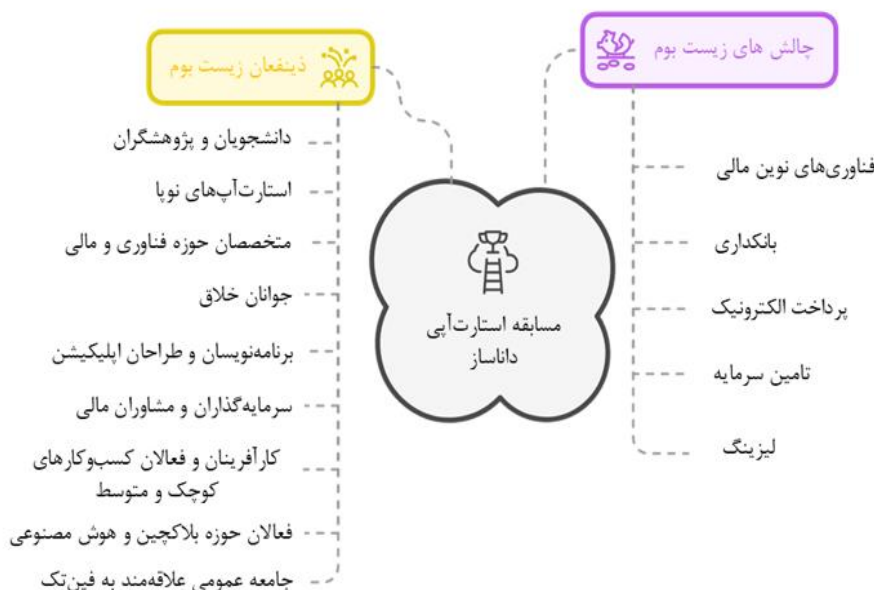 چالش های زیست بوم
فناوری‌های نوین مالی
بانکداری
پرداخت الکترونیک
تامین سرمایه
لیزینگ
مسابقه استارت‌آپی
داناساز
ذینفعان زیست بوم
دانشجویان و پژوهشگران
استارت‌آپ‌های نوپا
متخصصان حوزه فناوری و مالی
جوانان خلاق
برنامه‌نویسان و طراحان اپلیکیشن
سرمایه‌گذاران و مشاوران مالی
کارآفرینان و فعالان کسب‌وکارهای
کوچک و متوسط
فعالان حوزه بلاکچین و هوش مصنوعی
جامعه عمومی علاقه‌مند به فین‌تک